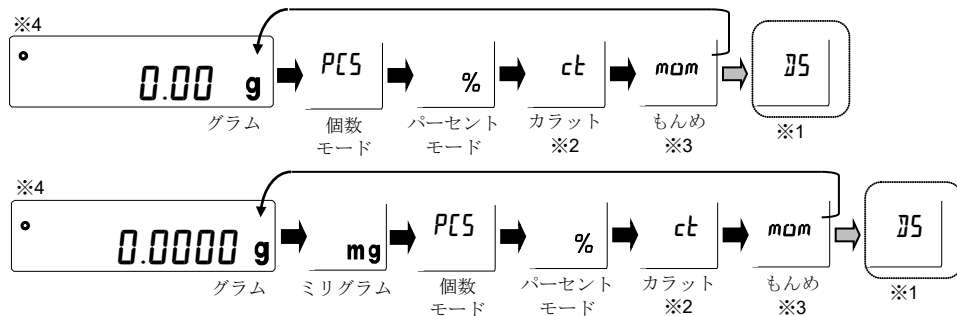 ※4
0.00 g
PCS
%
ct
mom
DS
グラム
個数
モード
パーセント
モード
カラット
※2
もんめ
※3
※1
※4
0.0000 g
mg
PCS
%
ct
mom
DS
グラム
ミリグラム
個数
モード
パーセント
モード
カラット
※2
もんめ
※3
※1